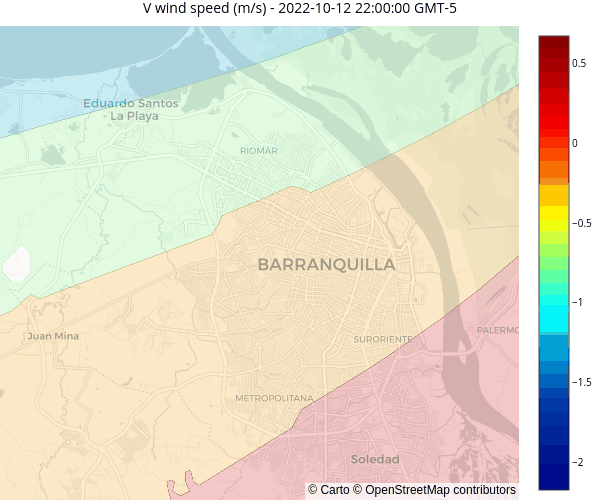 V wind speed (m/s) - 2022-10-12 22:00:00 GMT-5
Eduardo Santos
- La Playa
RIOMAR
BARRANQUILLA
Juan Mina
SURORIENTE
PALERMO
METROPOLITANA
Soledad
© Carto © OpenStreetMap contributors
0.5
0
−0.5
−1
−1.5
−2